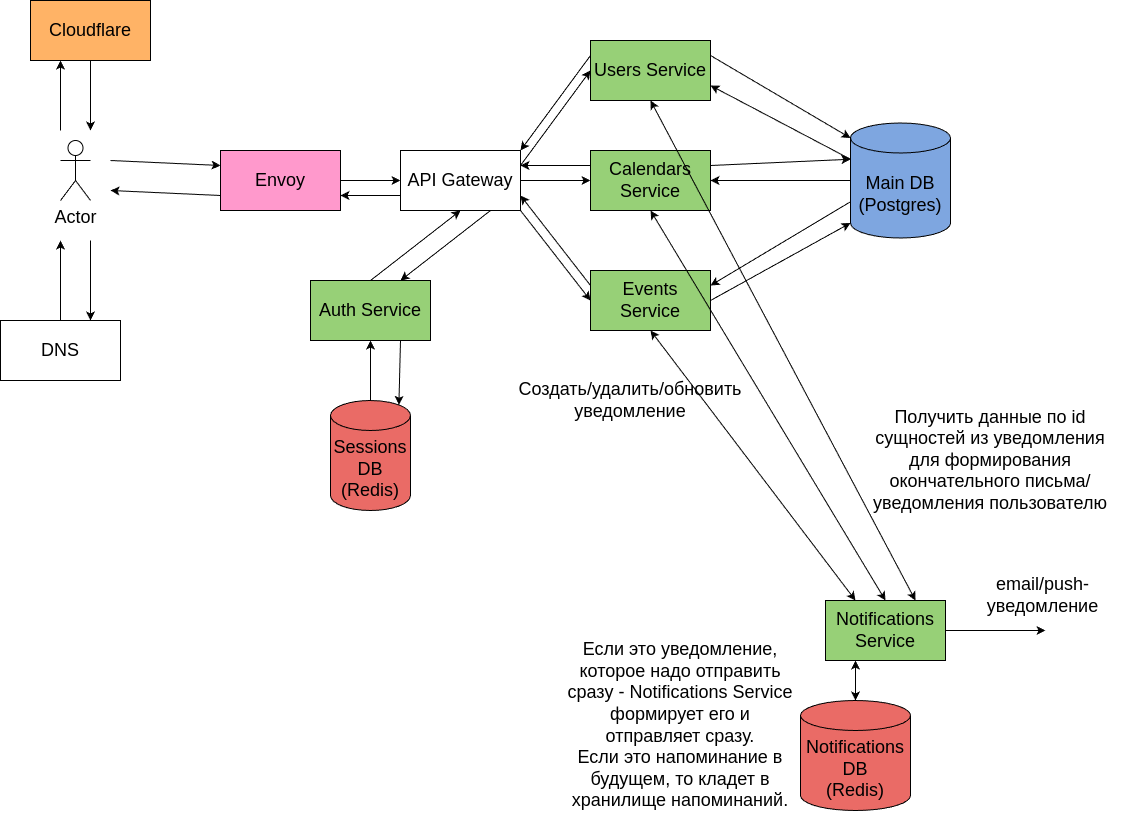 Cloudflare
Users Service
Envoy
API Gateway
Calendars
Service
Main DB
(Postgres)
Actor
Events
Service
Auth Service
DNS
Создать/удалить/обновить
уведомление
Получить данные по id
сущностей из уведомления
для формирования
окончательного письма/
уведомления пользователю
Sessions
DB
(Redis)
email/push-
уведомление
Notifications
Service
Если это уведомление,
которое надо отправить
сразу - Notifications Service
формирует его и
отправляет сразу.
Если это напоминание в
будущем, то кладет в
хранилище напоминаний.
Notifications
DB
(Redis)